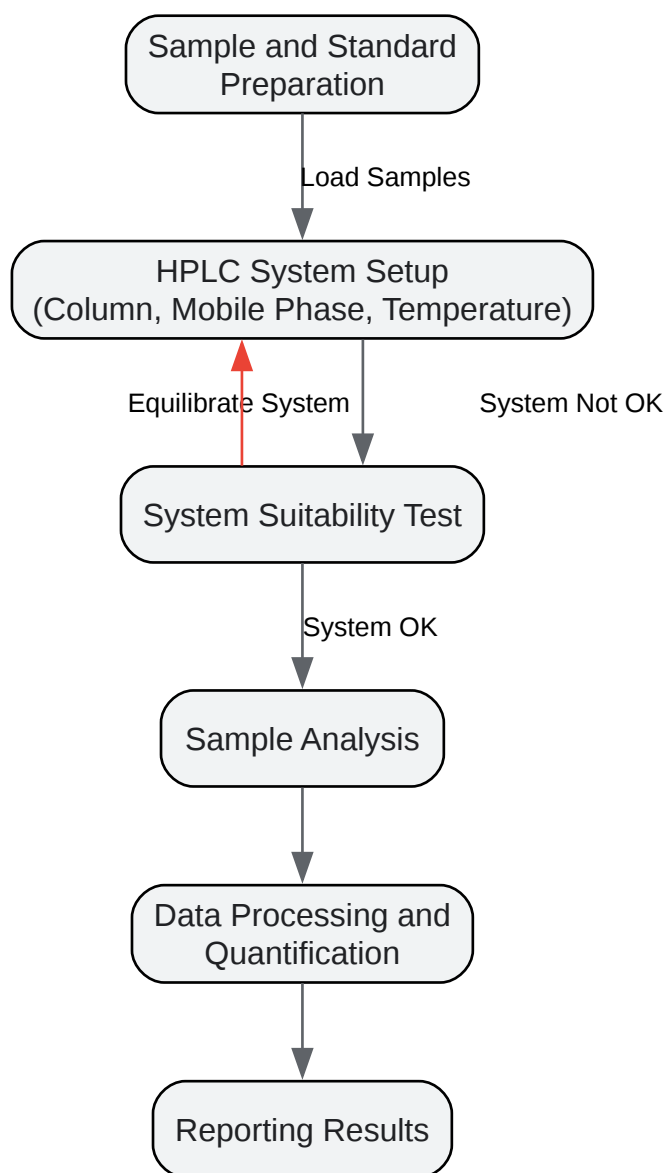 Sample and Standard
Preparation
Load Samples
HPLC System Setup
(Column, Mobile Phase, Temperature)
Equilibrate System
System Not OK
System Suitability Test
System OK
Sample Analysis
Data Processing and
Quantification
Reporting Results